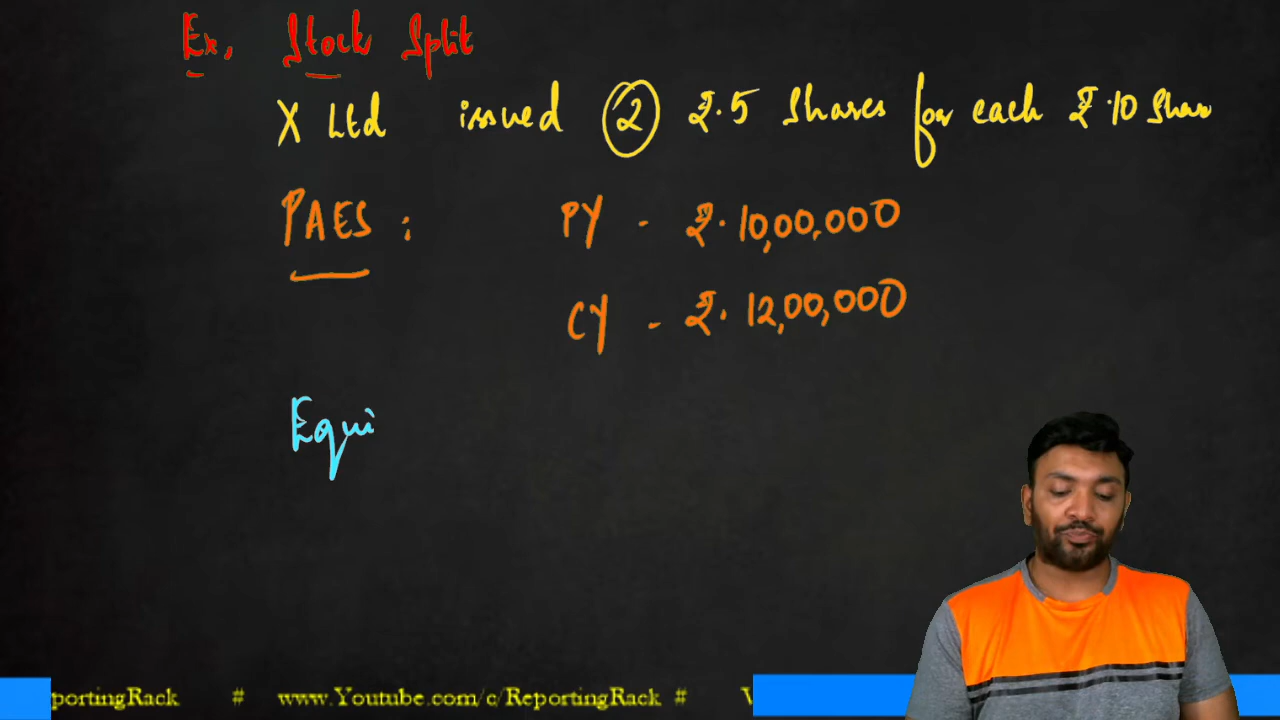 Ex. Stock Split
X Ltd issued 2 ₹.5 Shares for each ₹.10 Shar
PAES :
PY - ₹.10,00,000
CY - ₹.12,00,000
Equi
portingRack # www.Youtube.com/c/ReportingRack #